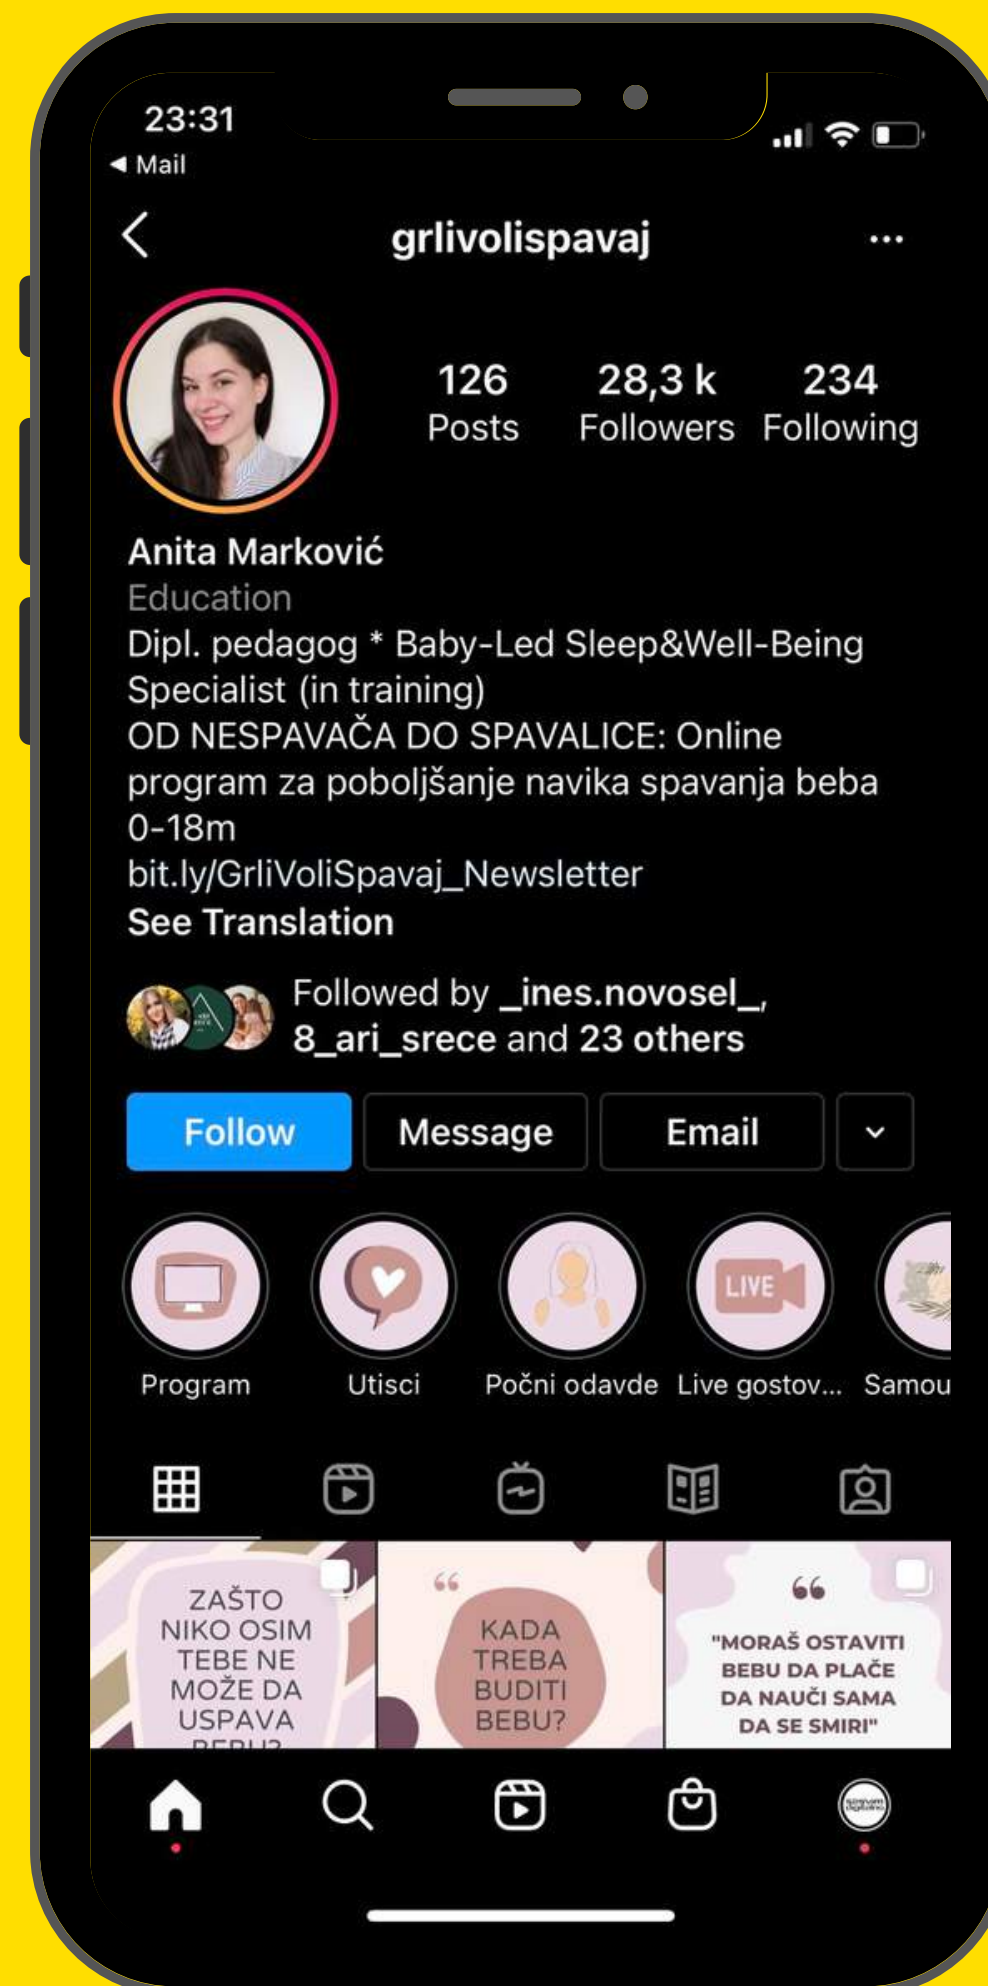 23:31
Mail
grlivolispavaj
126 28,3 k 234
Posts Followers Following
Anita Marković
Education
Dipl. pedagog * Baby-Led Sleep&Well-Being
Specialist (in training)
OD NESPAVAČA DO SPAVALICE: Online
program za poboljšanje navika spavanja beba
0-18m
bit.ly/GrliVoliSpavaj_Newsletter
See Translation
Followed by _ines.novosel_,
8_ari_srece and 23 others
Follow Message Email
LIVE
Program Utisci Počni odavde Live gostov... Samou
ZAŠTO
NIKO OSIM
TEBE NE
MOŽE DA
USPAVA
BEBU?
“
KADA
TREBA
BUDITI
BEBU?
“
"MORAŠ OSTAVITI
BEBU DA PLAČE
DA NAUČI SAMA
DA SE SMIRI"